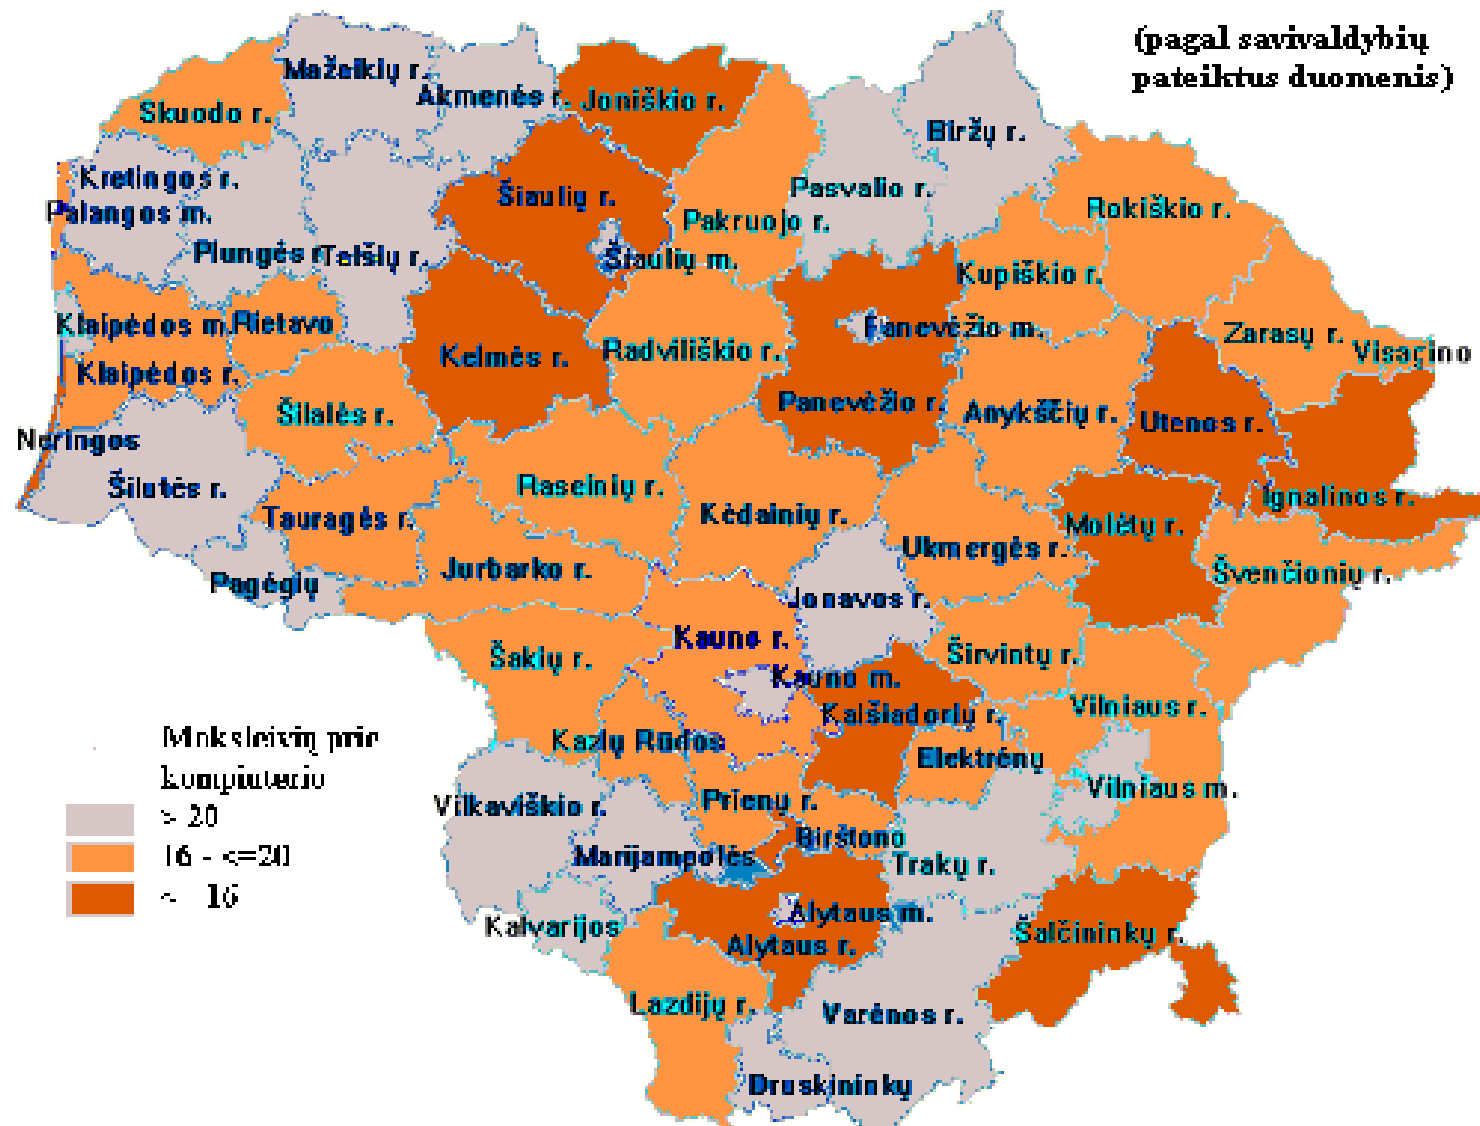 (pagal savivaldybių
pateiktus duomenis)
Mažeikių r.
Akmenės r.
Joniškio r.
Skuodo r.
Biržų r.
Kretingos r.
Pasvalio r.
Šiaulių r.
Palangos m.
Pakruojo r.
Rokiškio r.
Plungės r
Telšių r.
Šiaulių m.
Kupiškio r.
Klaipėdos m.
Rietavo
Panevėžio m.
Zarasų r.
Visagino
Kelmės r.
Radviliškio r.
Klaipėdos r.
Panevėžio r.
Anykščių r.
Utenos r.
Šilalės r.
Neringos
Šilutės r.
Raseinių r.
Ignalinos r.
Tauragės r.
Kėdainių r.
Molėtų r.
Ukmergės r.
Jurbarko r.
Švenčionių r.
Pagėgių
Jonavos r.
Kauno r.
Šakių r.
Širvintų r.
Kauno m.
Kaišiadorių r.
Vilniaus r.
Kazlų Rūdos
Elektrėnų
Vilniaus m.
Prienų r.
Vilkaviškio r.
Birštono
Marijampolės
Trakų r.
Alytaus m.
Kalvarijos
Alytaus r.
Šalčininkų r.
Lazdijų r.
Varėnos r.
Druskininkų
Moksleivių prie
kompiuterio
> 20
16 - <=20
< 16